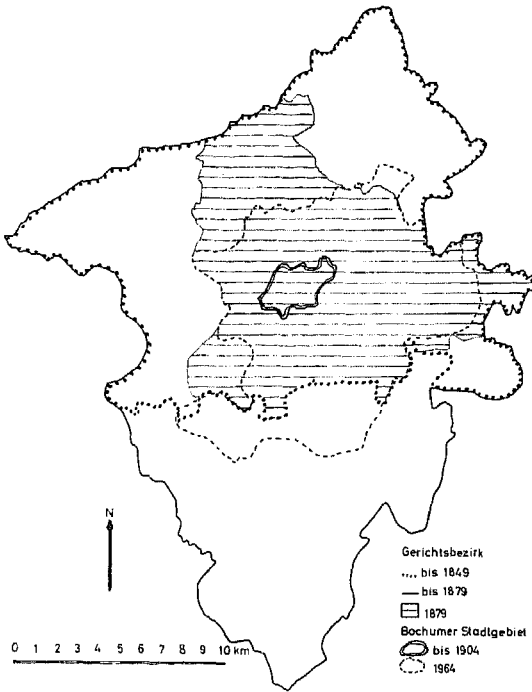 N
0 1 2 3 4 5 6 7 8 9 10 km
Gerichtsbezirk
bis 1849
bis 1879
1879
Bochumer Stadtgebiet
bis 1904
1964